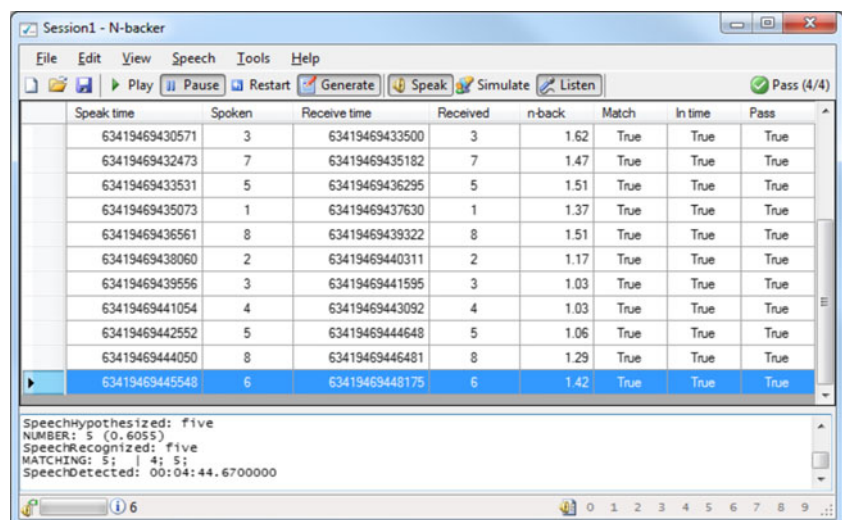 Session1 - N-backer
File Edit View Speech Tools Help
Play Pause Restart Generate Speak Simulate Listen Pass (4/4)
Speak time Spoken Receive time Received n-back Match In time Pass
63419469430571 3 63419469433500 3 1.62 True True True
63419469432473 7 63419469435182 7 1.47 True True True
63419469433531 5 63419469436295 5 1.51 True True True
63419469435073 1 63419469437630 1 1.37 True True True
63419469436561 8 63419469439322 8 1.51 True True True
63419469438060 2 63419469440311 2 1.17 True True True
63419469439556 3 63419469441595 3 1.03 True True True
63419469441054 4 63419469443092 4 1.03 True True True
63419469442552 5 63419469444648 5 1.06 True True True
63419469444050 8 63419469446481 8 1.29 True True True
63419469445548 6 63419469448175 6 1.42 True True True
SpeechHypothesized: five
NUMBER: 5 (0.6055)
SpeechRecognized: five
MATCHING: 5; | 4; 5;
SpeechDetected: 00:04:44.6700000
6 0 1 2 3 4 5 6 7 8 9